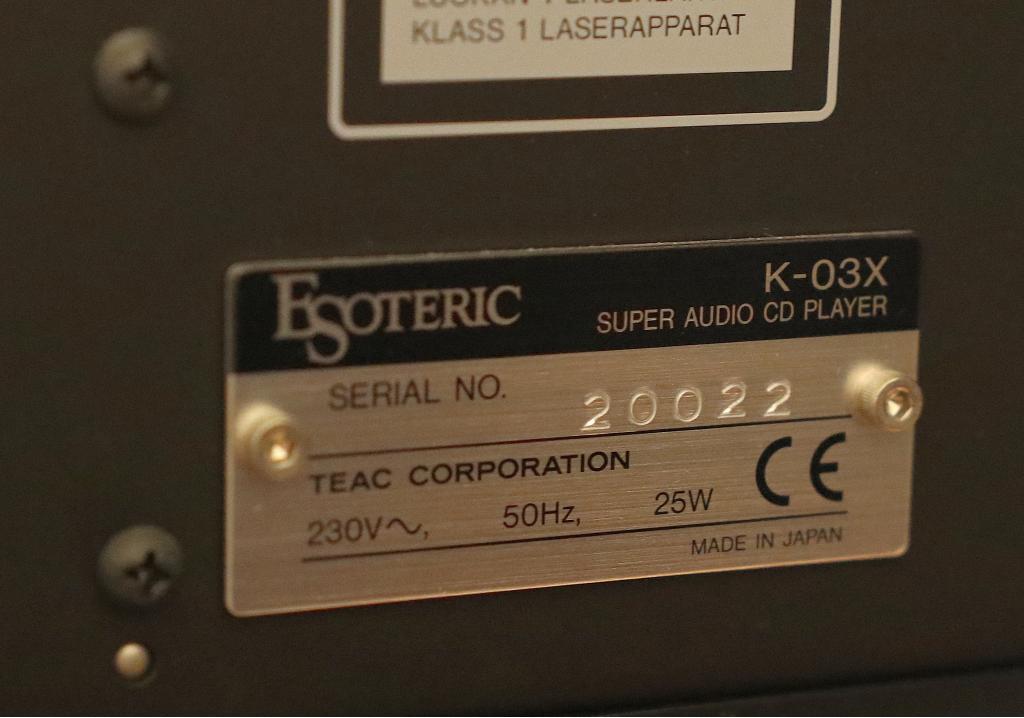 KLASS 1 LASERAPPARAT
ESOTERIC
K-03X
SUPER AUDIO CD PLAYER
SERIAL NO. 20022
TEAC CORPORATION
230V～, 50Hz, 25W
CE
MADE IN JAPAN